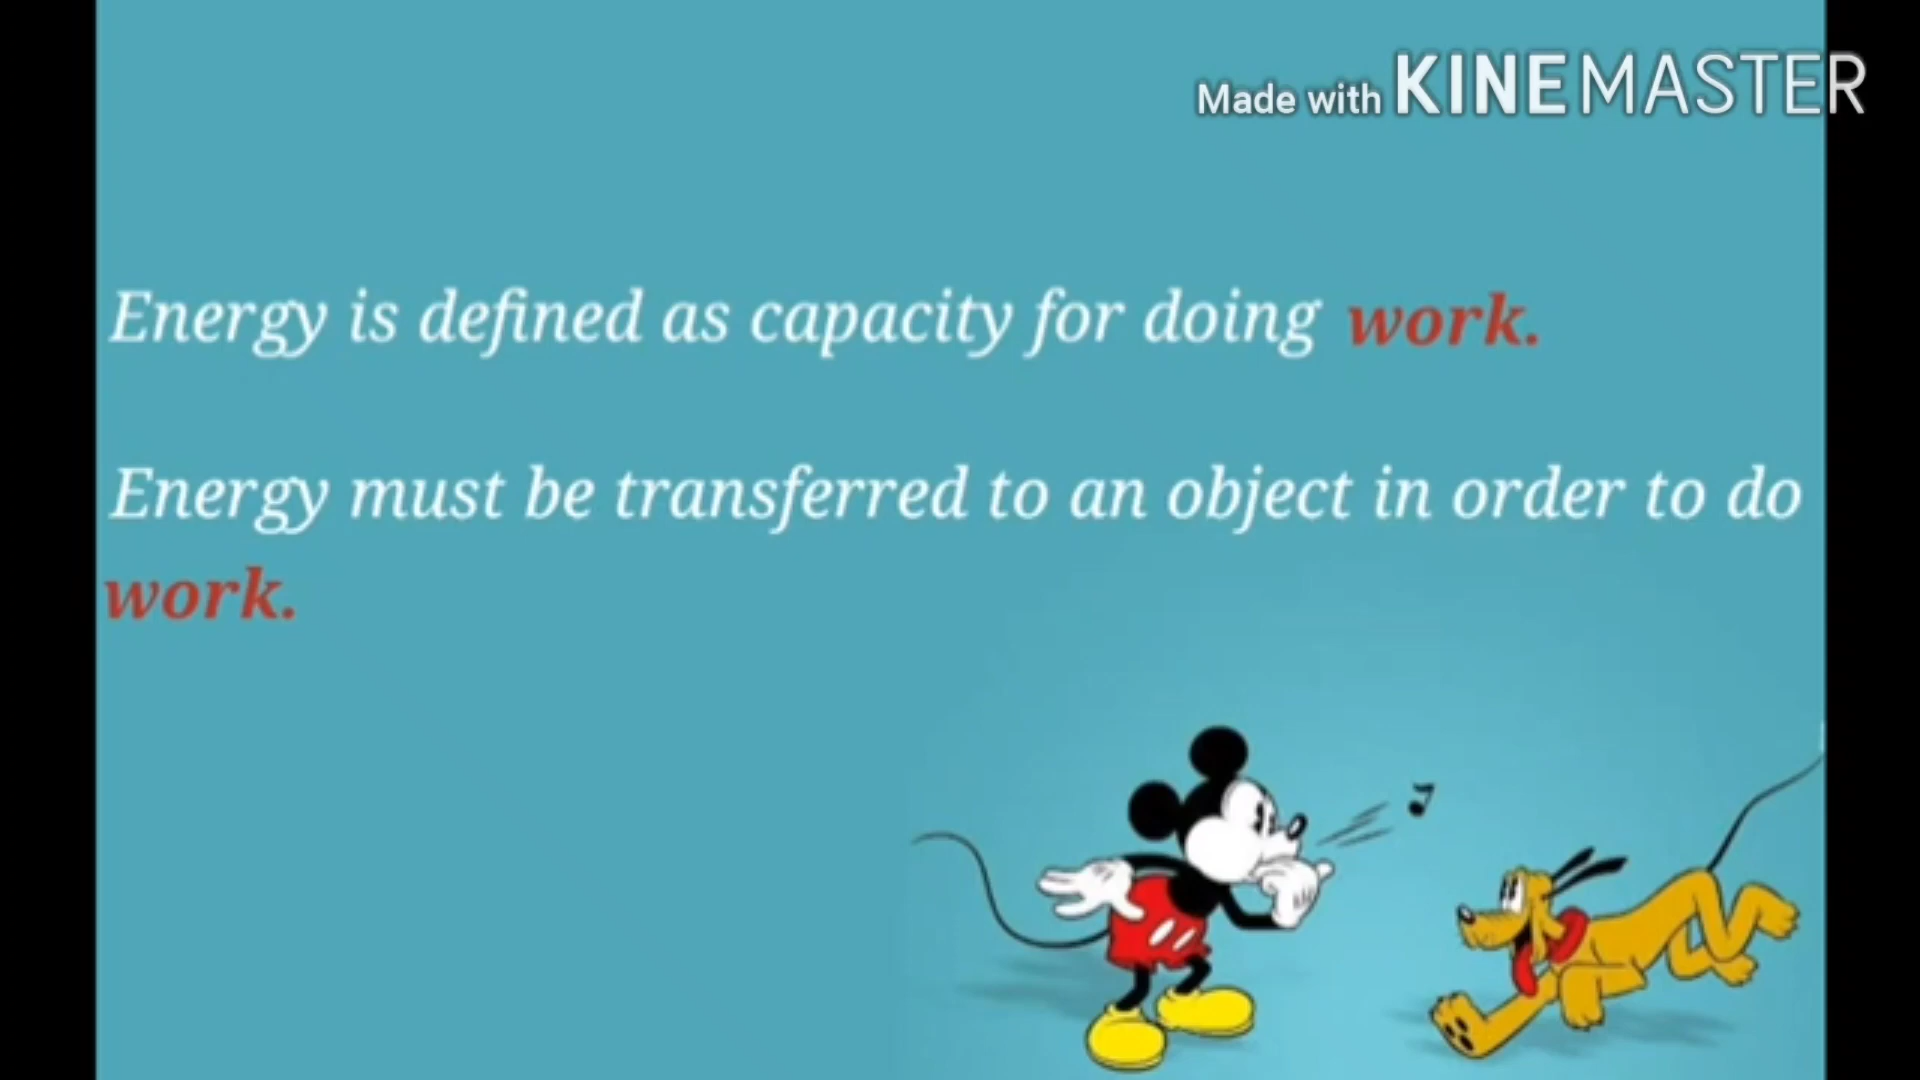 Made with KINEMASTER
Energy is defined as capacity for doing work.
Energy must be transferred to an object in order to do
work.